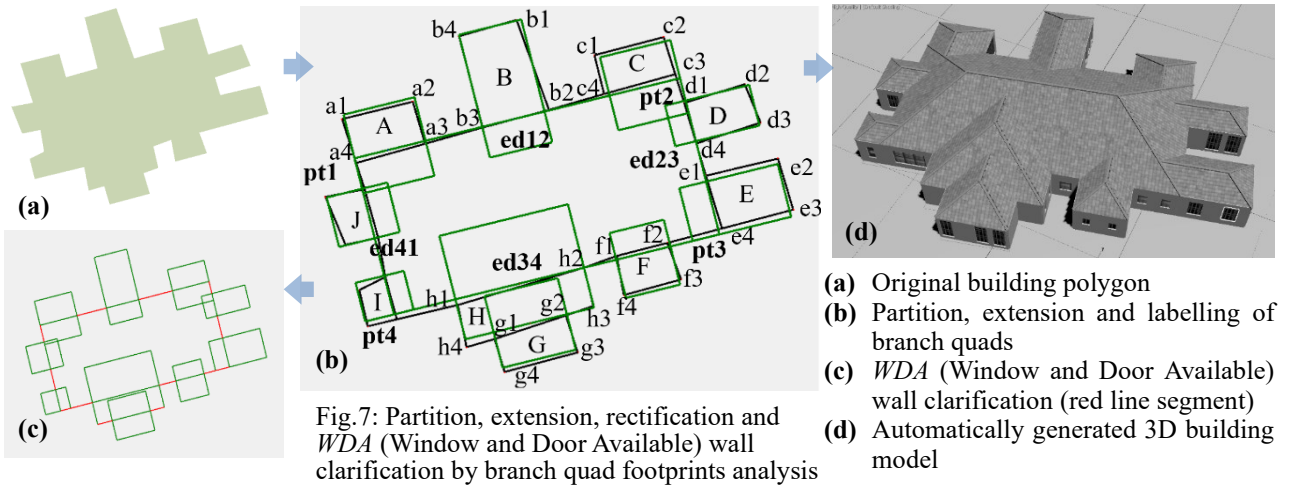 (a)
b4
b1
c1
c2
a1
a2
B
C
c3
A
b2
c4
d1
d2
a3
b3
pt2
D
d3
a4
ed12
ed23
d4
pt1
e1
e2
J
E
e3
ed41
ed34
h2
f1
f2
pt3
e4
I
h1
H
g1
g2
h3
F
f3
f4
pt4
h4
G
g3
g4
(b)
(c)
(d)
Fig.7: Partition, extension, rectification and
WDA (Window and Door Available) wall
clarification by branch quad footprints analysis
(a) Original building polygon
(b) Partition, extension and labelling of
branch quads
(c) WDA (Window and Door Available)
wall clarification (red line segment)
(d) Automatically generated 3D building
model